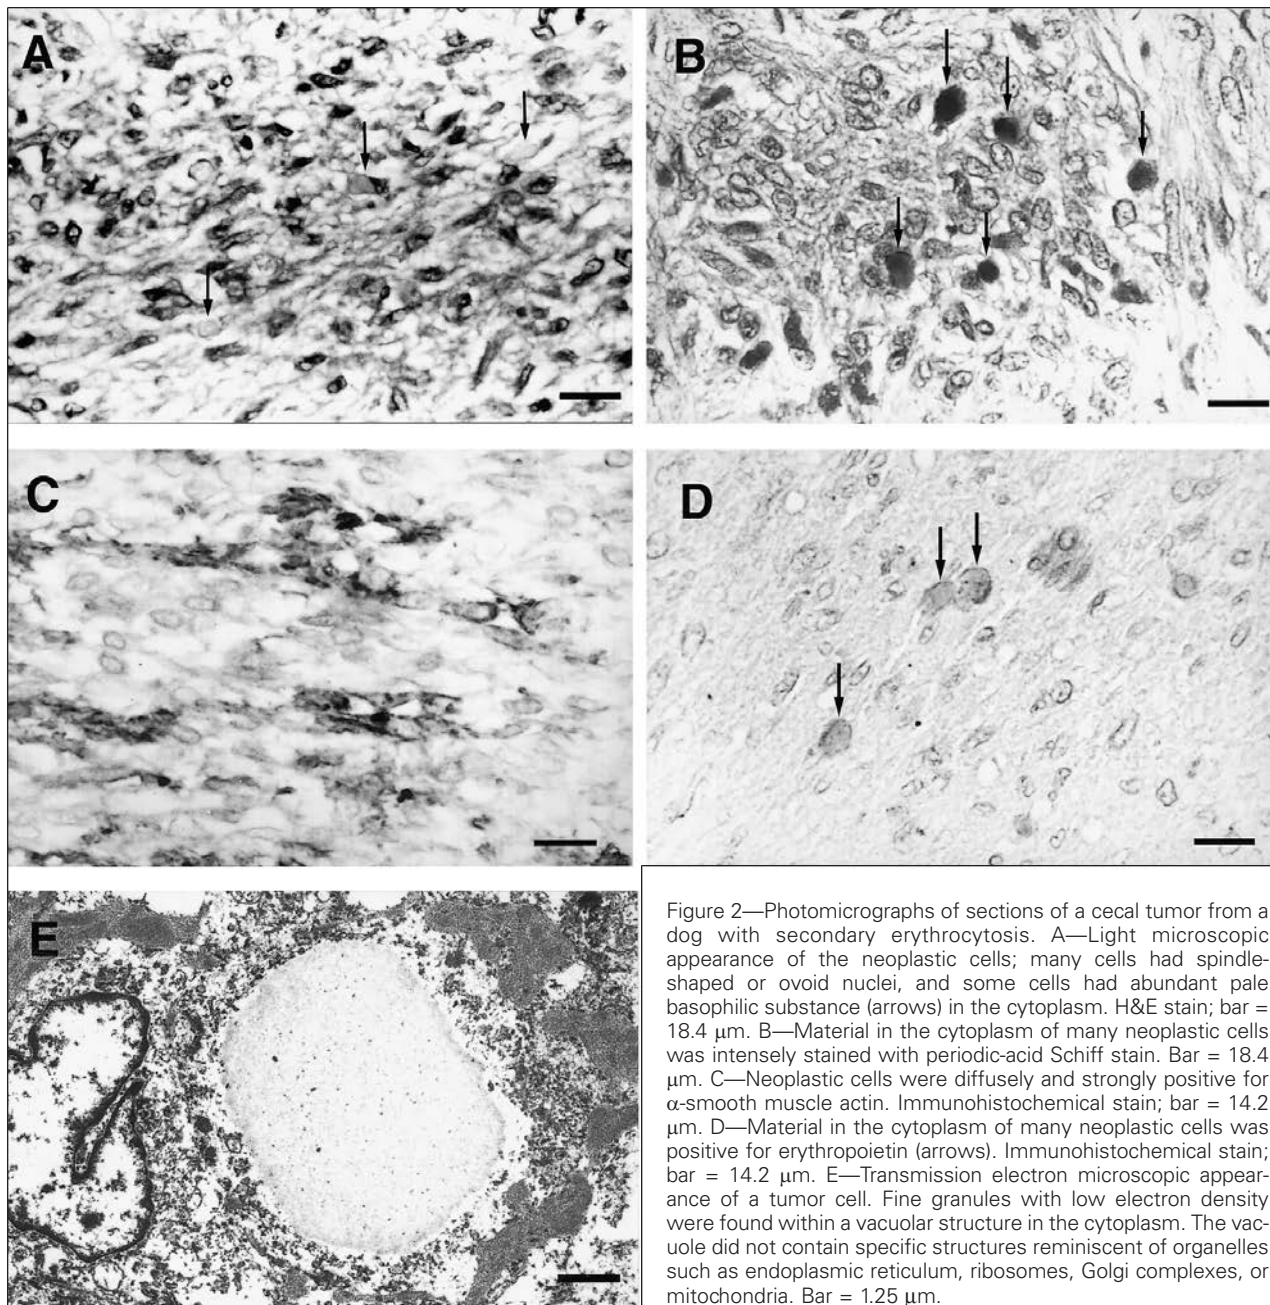 A
B
C
D
E
Figure 2—Photomicrographs of sections of a cecal tumor from a
dog with secondary erythrocytosis. A—Light microscopic
appearance of the neoplastic cells; many cells had spindle-
shaped or ovoid nuclei, and some cells had abundant pale
basophilic substance (arrows) in the cytoplasm. H&E stain; bar =
18.4 μm. B—Material in the cytoplasm of many neoplastic cells
was intensely stained with periodic-acid Schiff stain. Bar = 18.4
μm. C—Neoplastic cells were diffusely and strongly positive for
α-smooth muscle actin. Immunohistochemical stain; bar = 14.2
μm. D—Material in the cytoplasm of many neoplastic cells was
positive for erythropoietin (arrows). Immunohistochemical stain;
bar = 14.2 μm. E—Transmission electron microscopic appear-
ance of a tumor cell. Fine granules with low electron density
were found within a vacuolar structure in the cytoplasm. The vac-
uole did not contain specific structures reminiscent of organelles
such as endoplasmic reticulum, ribosomes, Golgi complexes, or
mitochondria. Bar = 1.25 μm.